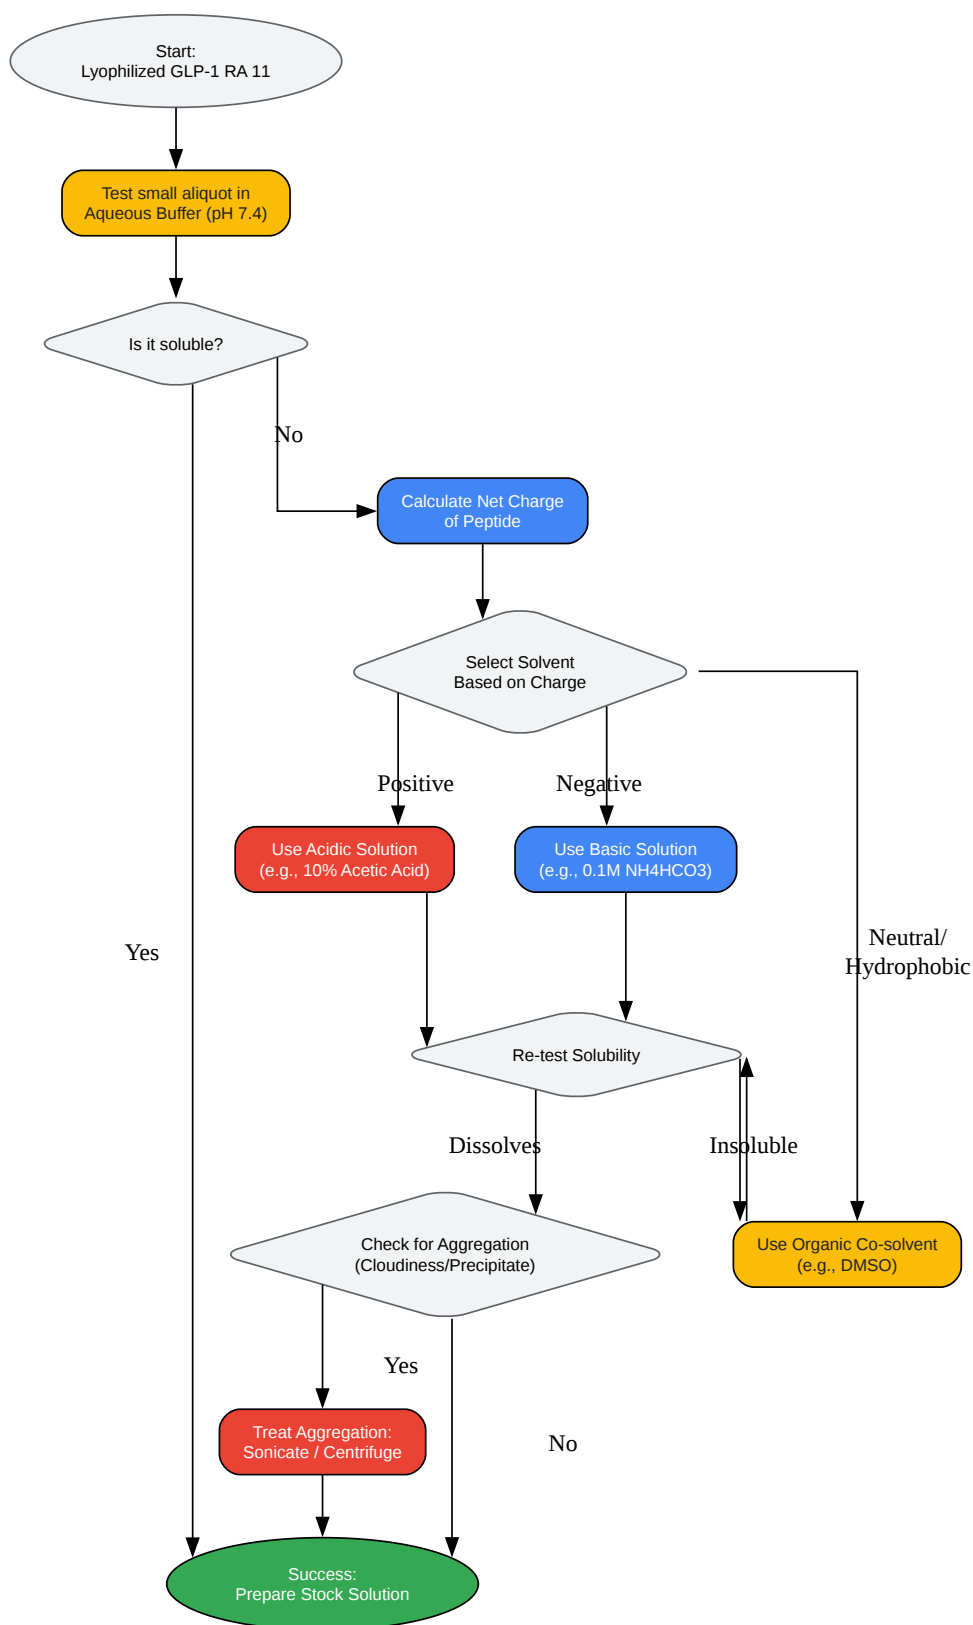 Start:
Lyophilized GLP-1 RA 11
Test small aliquot in
Aqueous Buffer (pH 7.4)
Is it soluble?
No
Calculate Net Charge
of Peptide
Select Solvent
Based on Charge
Positive
Negative
Use Acidic Solution
(e.g., 10% Acetic Acid)
Use Basic Solution
(e.g., 0.1M NH4HCO3)
Yes
Neutral/
Hydrophobic
Re-test Solubility
Dissolves
Insoluble
Check for Aggregation
(Cloudiness/Precipitate)
Use Organic Co-solvent
(e.g., DMSO)
Yes
No
Treat Aggregation:
Sonicate / Centrifuge
Success:
Prepare Stock Solution